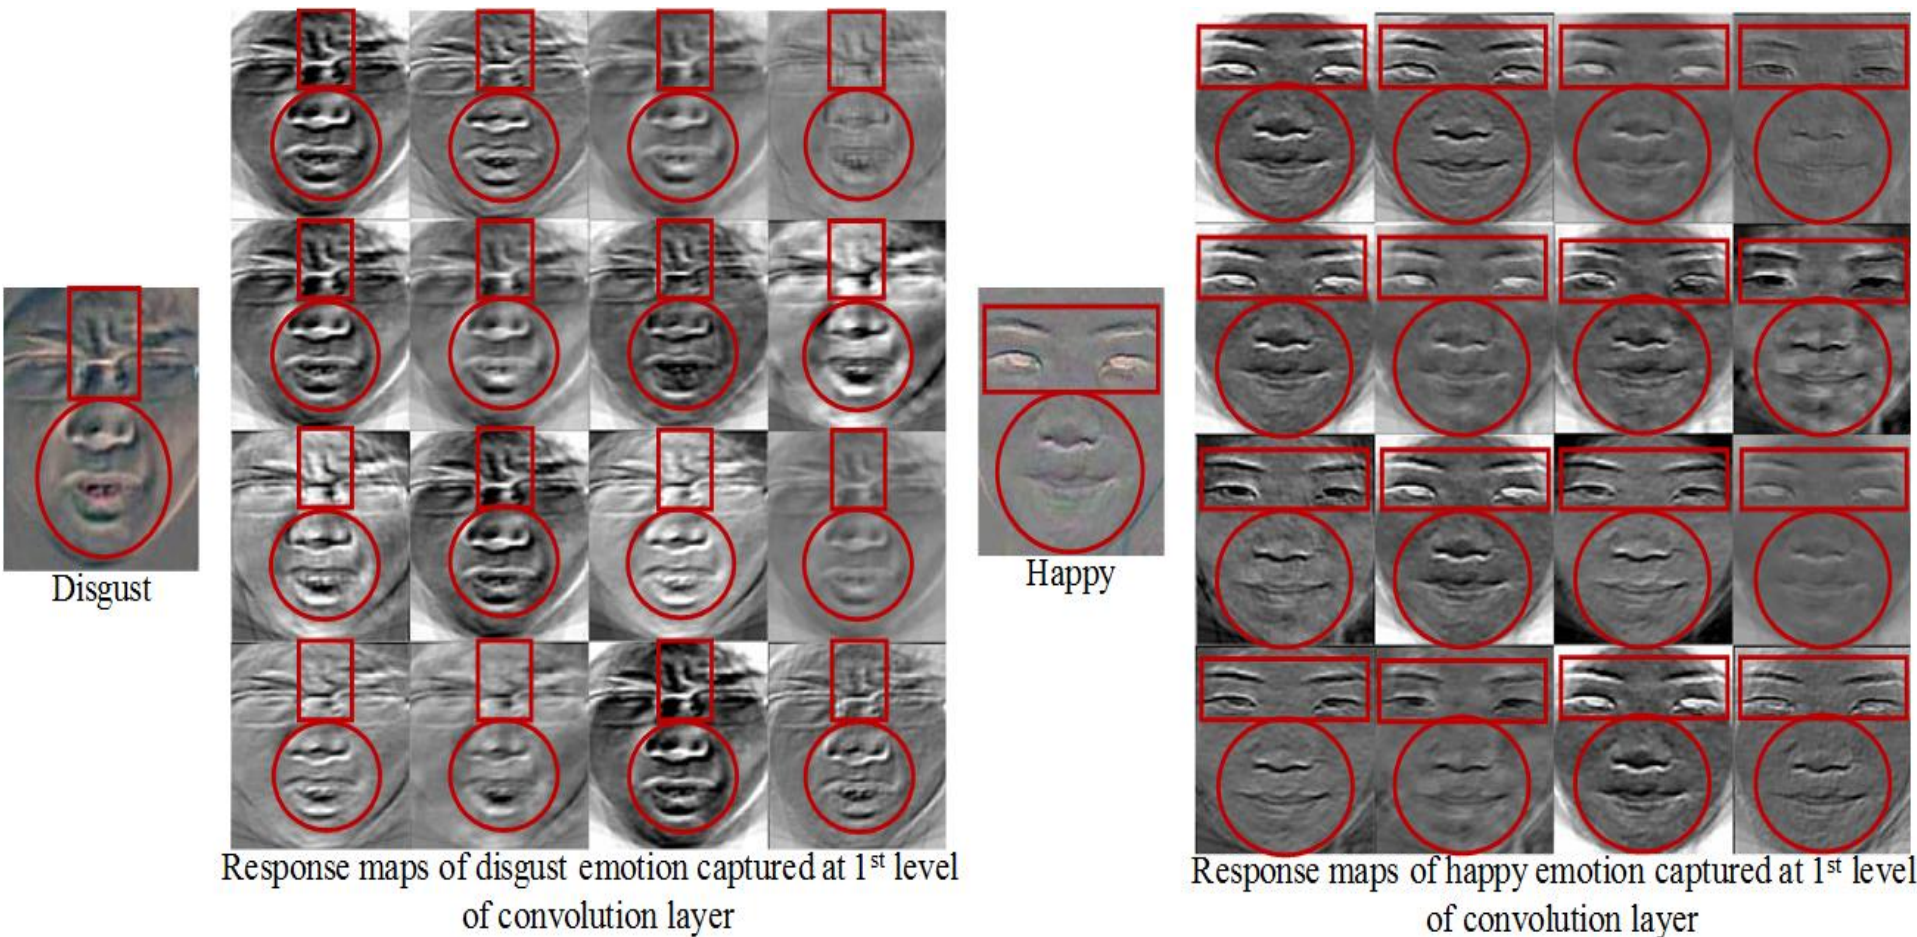 Disgust
Happy
Response maps of disgust emotion captured at 1st level
of convolution layer
Response maps of happy emotion captured at 1st level
of convolution layer